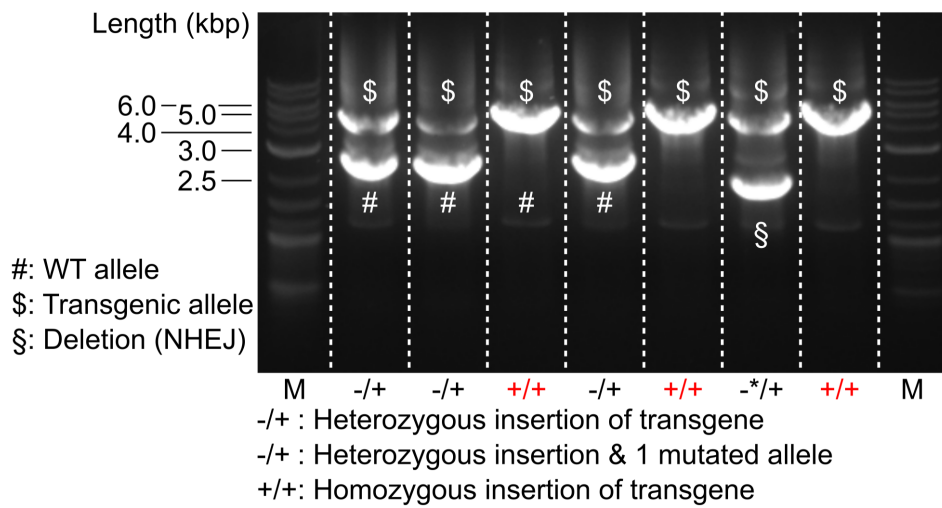 Length (kbp)
$ $ $ $ $ $ $
6.0 5.0
4.0
3.0
2.5
# # # #
§
#: WT allele
$: Transgenic allele
§: Deletion (NHEJ)
M -/+ -/+ +/+ -/+ +/+ -*/+ +/+ M
-/+ : Heterozygous insertion of transgene
-/+ : Heterozygous insertion & 1 mutated allele
+/+: Homozygous insertion of transgene